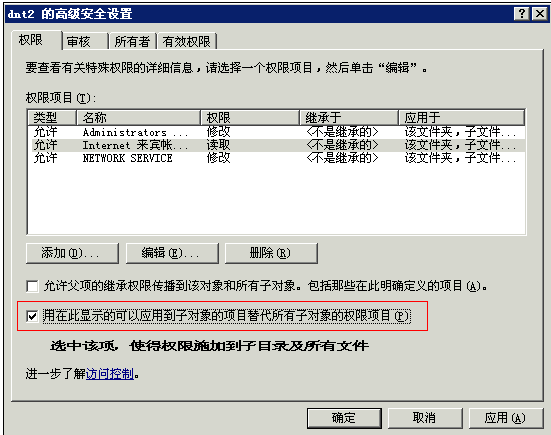 dnt2 的高级安全设置
权限 审核 所有者 有效权限
要查看有关特殊权限的详细信息，请选择一个权限项目，然后单击“编辑”。
权限项目(T):
类型 名称 权限 继承于 应用于
允许 Administrators ... 修改 <不是继承的> 该文件夹，子文件...
允许 Internet 来宾帐... 读取 <不是继承的> 该文件夹，子文件...
允许 NETWORK SERVICE 修改 <不是继承的> 该文件夹，子文件...
添加(D)... 编辑(E)... 删除(R)
允许父项的继承权限传播到该对象和所有子对象。包括那些在此明确定义的项目(A)。
用在此显示的可以应用到子对象的项目替代所有子对象的权限项目(P)
选中该项，使得权限施加到子目录及所有文件
进一步了解访问控制。
确定 取消 应用(A)